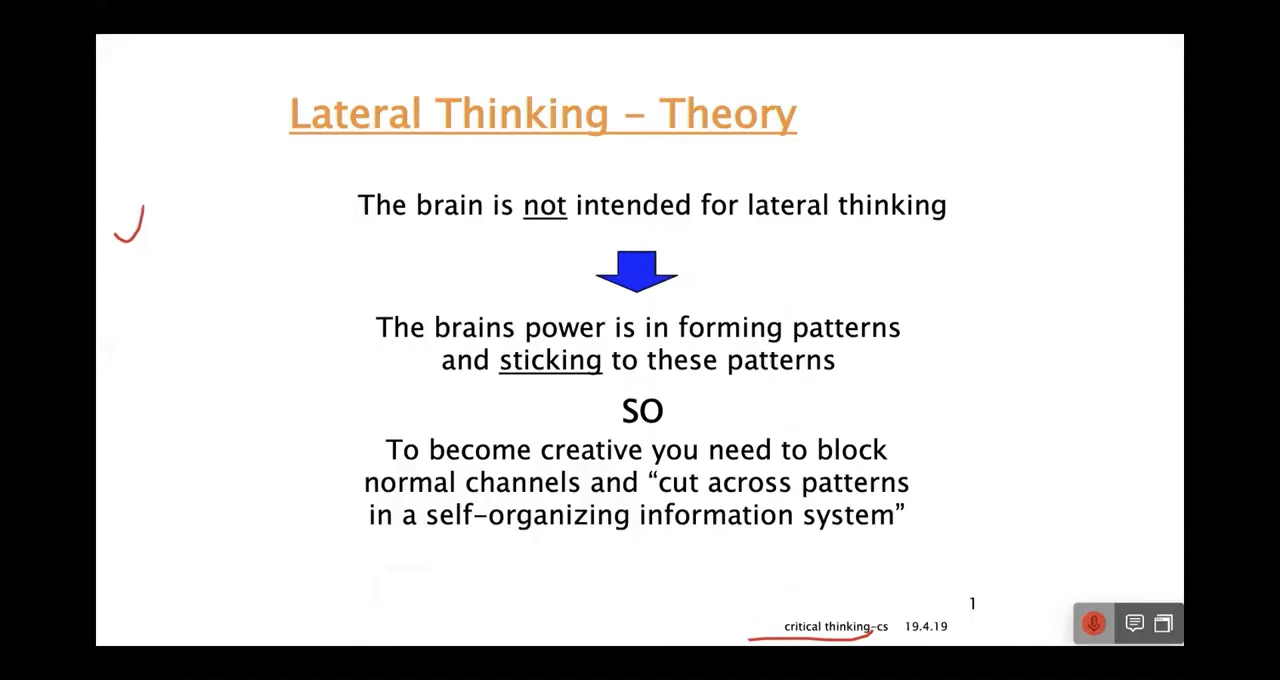 Lateral Thinking - Theory
The brain is not intended for lateral thinking
The brains power is in forming patterns
and sticking to these patterns
SO
To become creative you need to block
normal channels and “cut across patterns
in a self-organizing information system”
1
critical thinking-cs 19.4.19